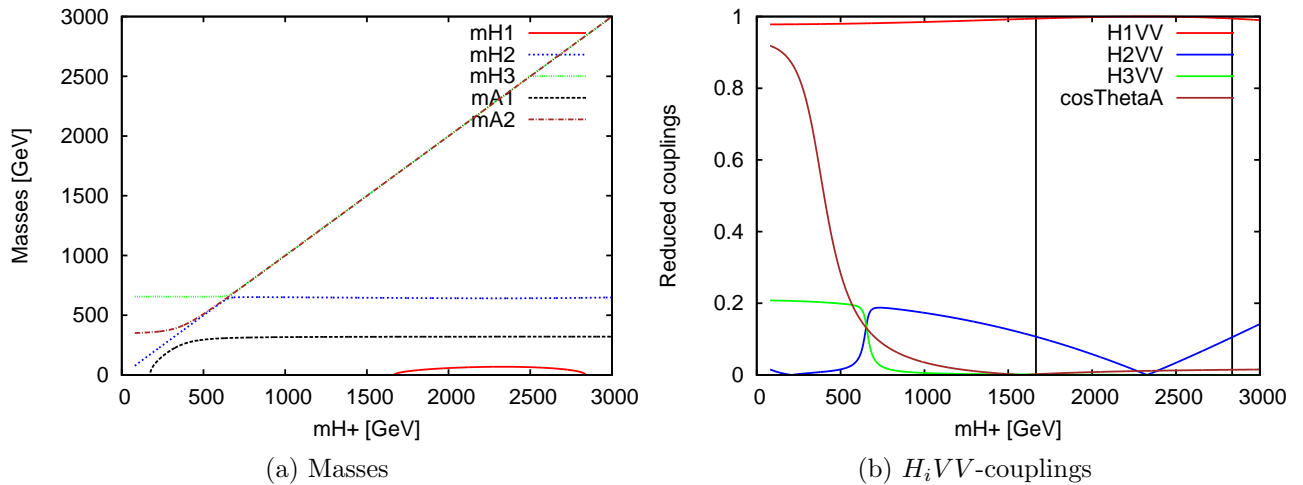 3000
2500
2000
1500
1000
500
0
Masses [GeV]
0 500 1000 1500 2000 2500 3000
mH+ [GeV]
mH1
mH2
mH3
mA1
mA2
(a) Masses
1
0.8
0.6
0.4
0.2
0
Reduced couplings
0 500 1000 1500 2000 2500 3000
mH+ [GeV]
H1VV
H2VV
H3VV
cosThetaA
(b) HᵢVV-couplings